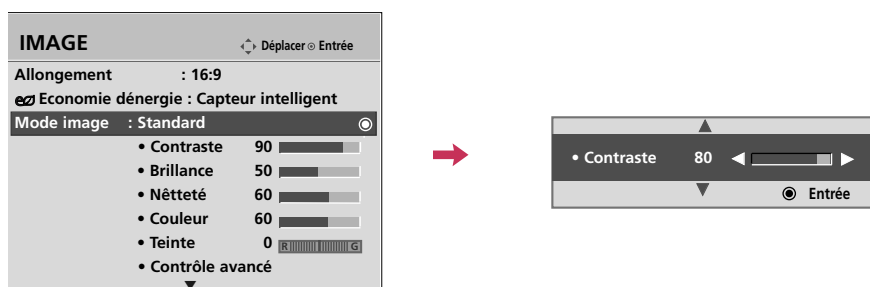 IMAGE
Déplacer Entrée
Allongement : 16:9
Economie dénergie : Capteur intelligent
Mode image : Standard
• Contraste 90
• Brillance 50
• Nêtteté 60
• Couleur 60
• Teinte 0 R G
• Contrôle avancé
• Contraste 80
Entrée